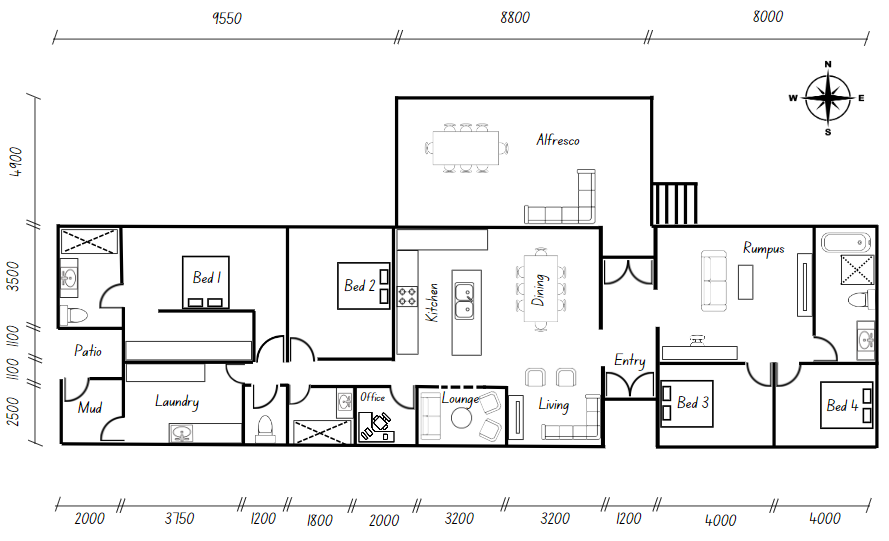 9550
8800
8000
N
W
E
S
4900
Alfresco
3500
Bed 1
Bed 2
Kitchen
Dining
Rumpus
1100
Patio
Entry
1100
2500
Mud
Laundry
Office
Lounge
Living
Bed 3
Bed 4
2000
3750
1200
1800
2000
3200
3200
1200
4000
4000